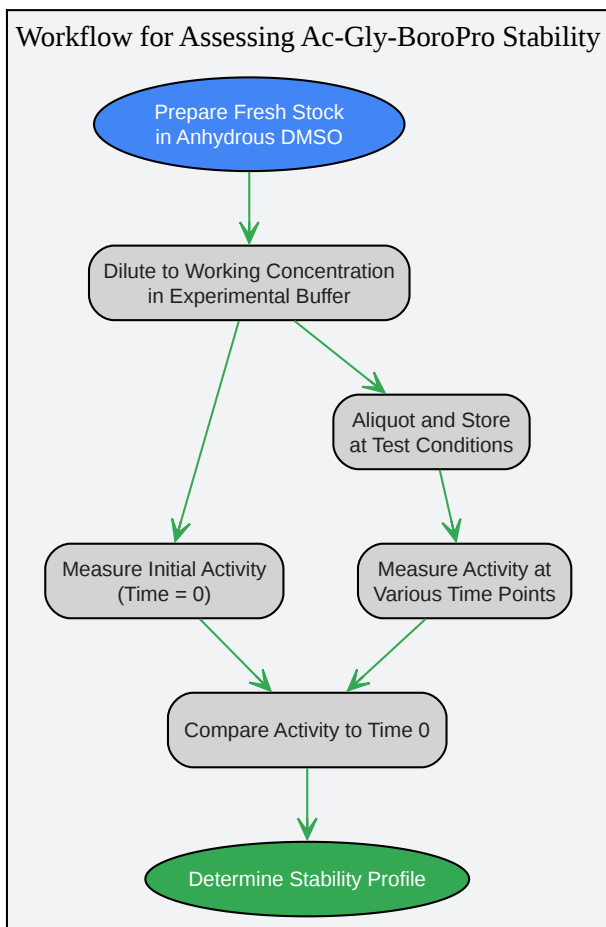 Workflow for Assessing Ac-Gly-BoroPro Stability
Prepare Fresh Stock
in Anhydrous DMSO
Dilute to Working Concentration
in Experimental Buffer
Aliquot and Store
at Test Conditions
Measure Initial Activity
(Time = 0)
Measure Activity at
Various Time Points
Compare Activity to Time 0
Determine Stability Profile